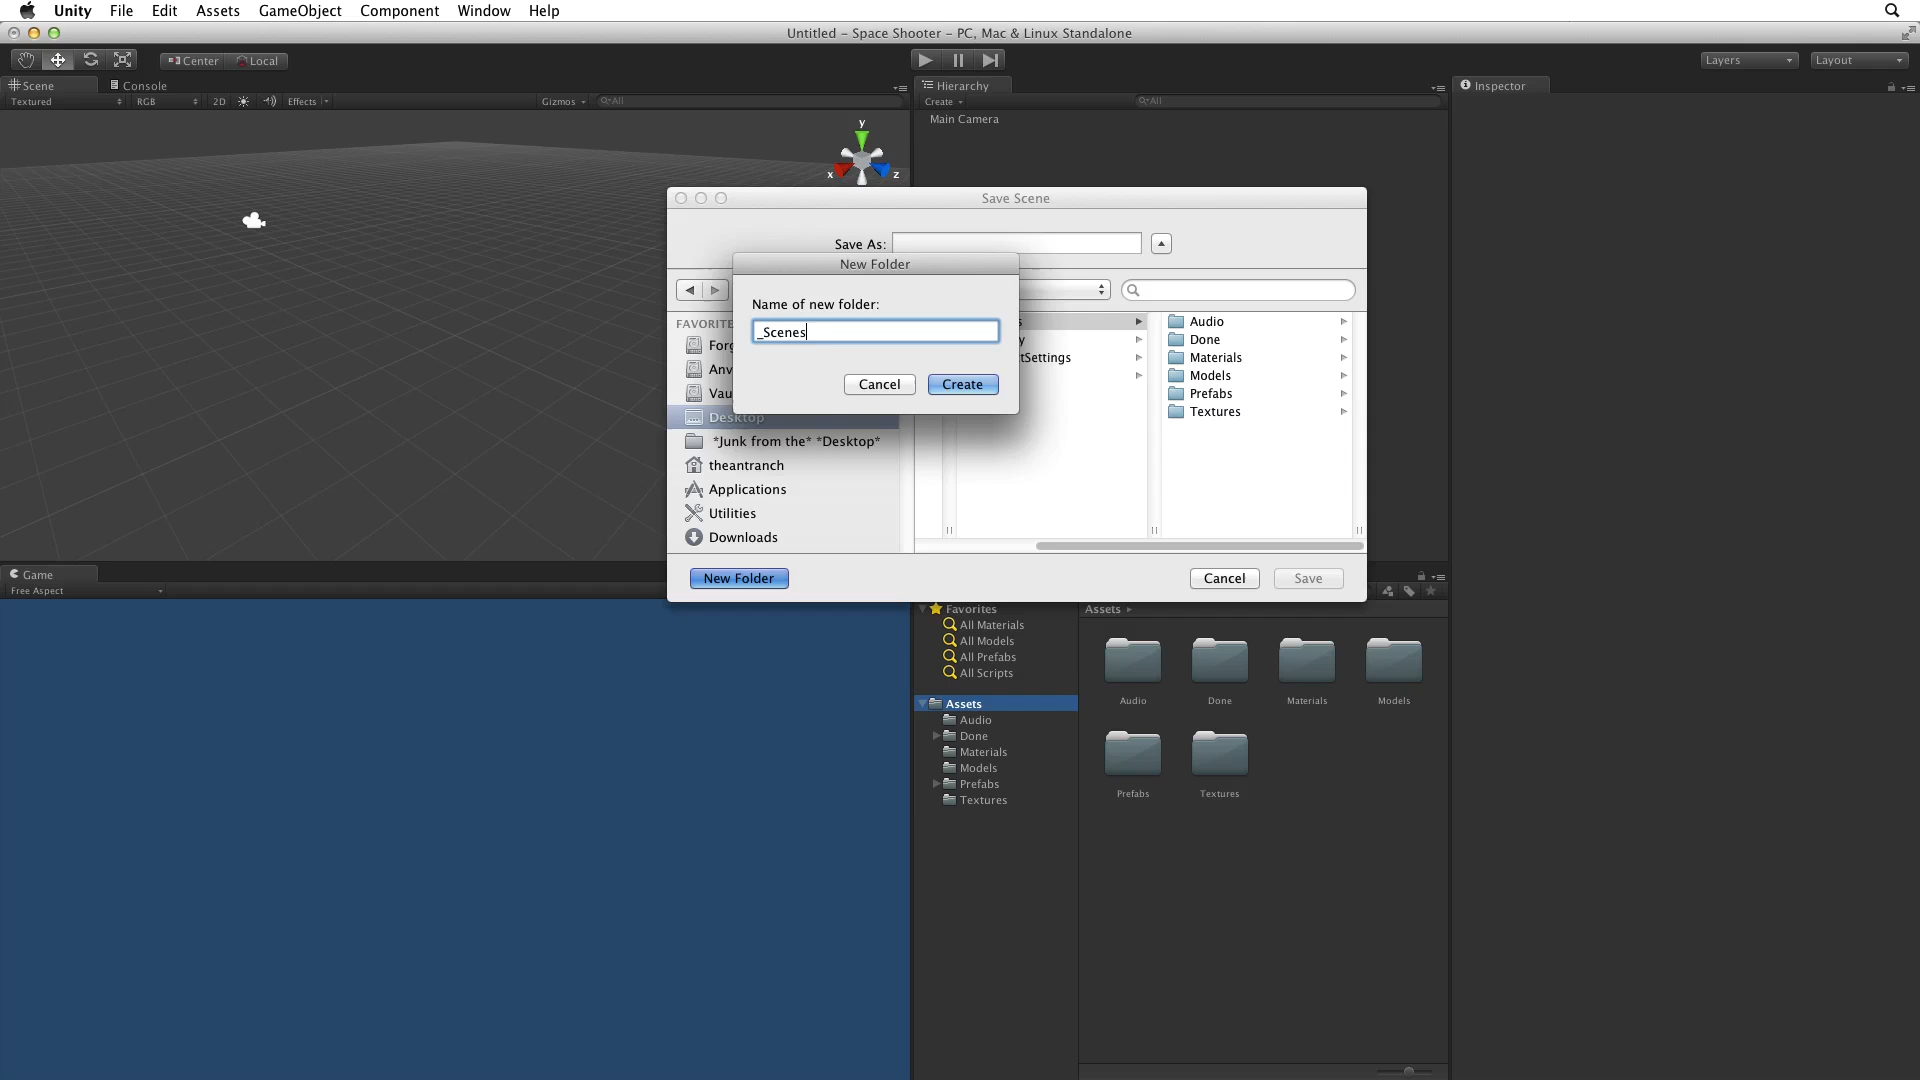 Unity File Edit Assets GameObject Component Window Help
Untitled – Space Shooter – PC, Mac & Linux Standalone
Center Local
Layers Layout
Scene Console
Textured RGB 2D Effects Gizmos All
Hierarchy
Create All
Main Camera
Inspector
y
x z
Save Scene
Save As:
New Folder
Name of new folder:
_Scenes
Cancel Create
FAVORITE
Desktop
*Junk from the* *Desktop*
theantranch
Applications
Utilities
Downloads
tSettings
Audio
Done
Materials
Models
Prefabs
Textures
New Folder Cancel Save
Game
Free Aspect
Favorites
All Materials
All Models
All Prefabs
All Scripts
Assets
Audio
Done
Materials
Models
Prefabs
Textures
Assets
Audio Done Materials Models
Prefabs Textures